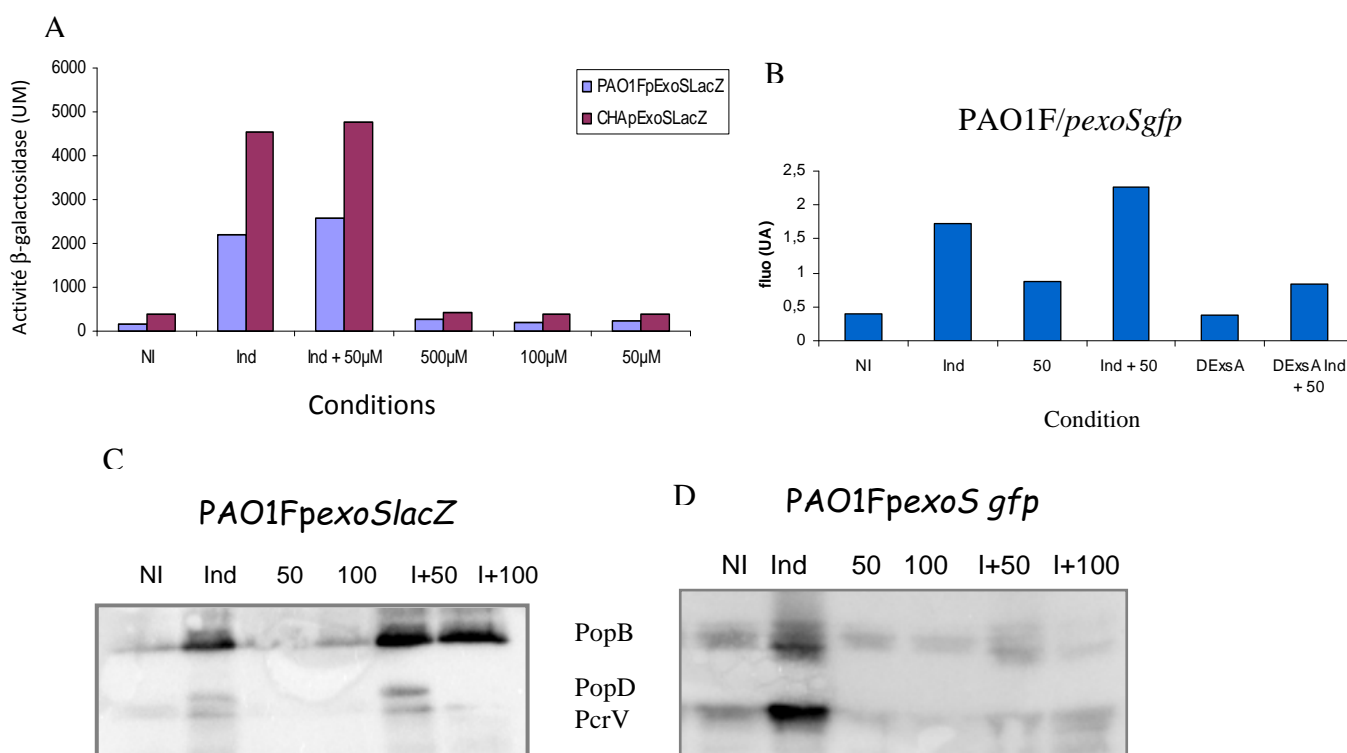 A
6000
5000
4000
3000
2000
1000
0
Activité β-galactosidase (UM)
PAO1FpExoSLacZ
CHApExoSLacZ
NI Ind Ind + 50µM 500µM 100µM 50µM
Conditions
B
PAO1F/pexoSgfp
2,5
2
1,5
1
0,5
0
fluo (UA)
NI Ind 50 Ind + 50 DExsA DExsA Ind
+ 50
Condition
C
PAO1FpexoSlacZ
NI Ind 50 100 I+50 I+100
PopB
PopD
PcrV
D
PAO1FpexoS gfp
NI Ind 50 100 I+50 I+100